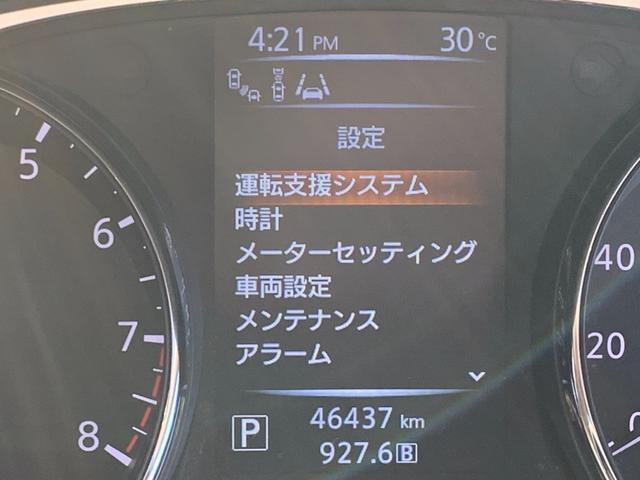 4:21 PM 30 ℃
設定
運転支援システム
時計
メーターセッティング
車両設定
メンテナンス
アラーム
P 46437 km
927.6 B
5
6
7
8
40
20
0